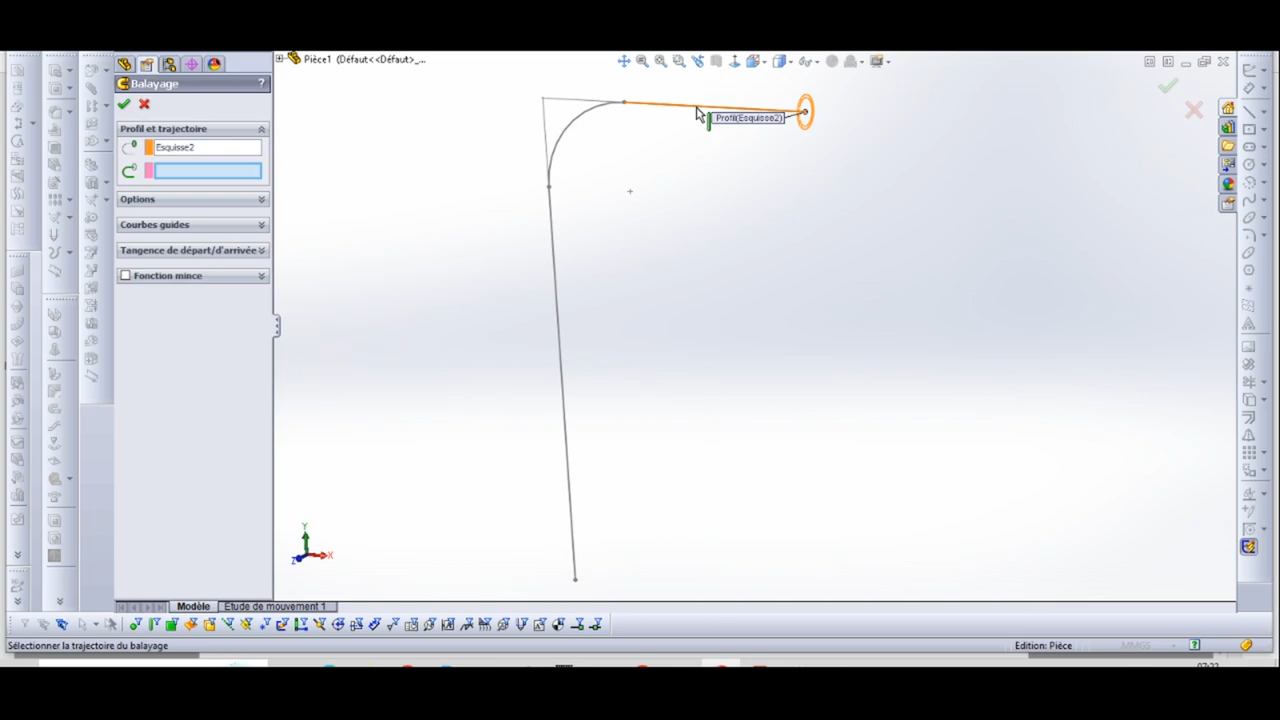 Pièce1 (Défaut<<Défaut>_...
Balayage
?
Profil et trajectoire
Esquisse2
Options
Courbes guides
Tangence de départ/d'arrivée
Fonction mince
Profil(Esquisse2)
Y
X
Z
Modèle
Etude de mouvement 1
Sélectionner la trajectoire du balayage
Edition: Pièce
MMGS